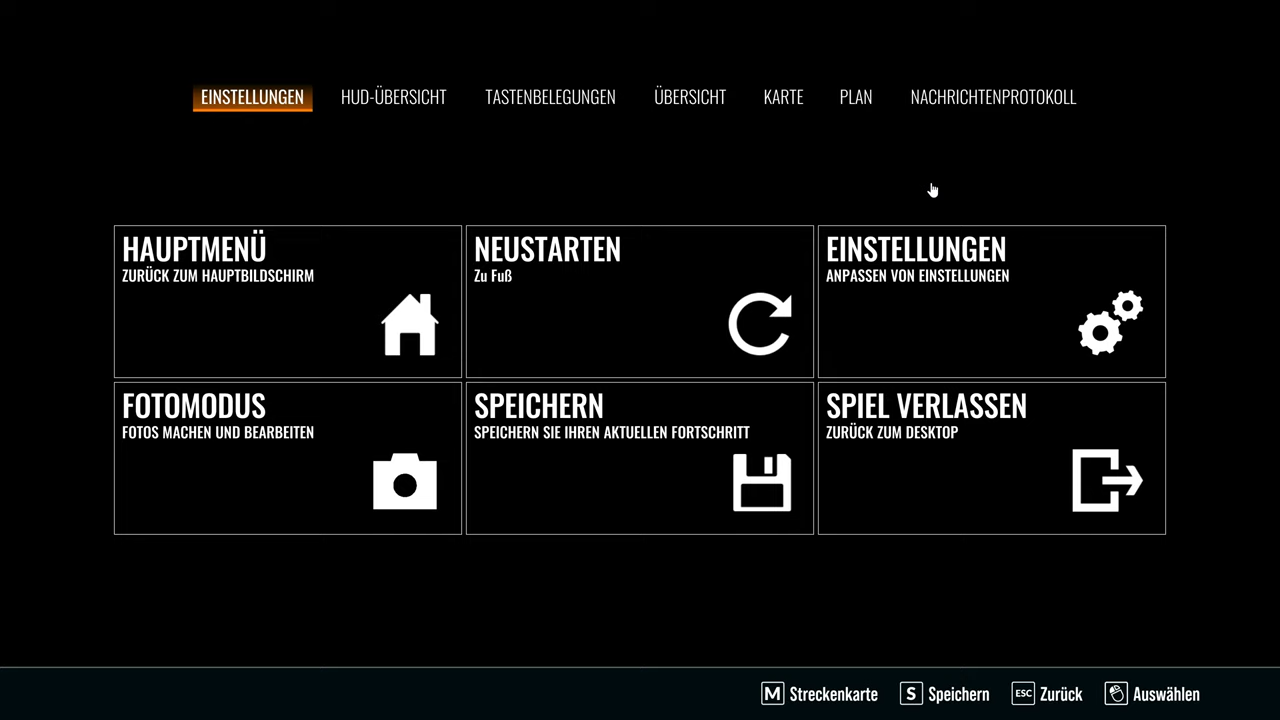 EINSTELLUNGEN HUD-ÜBERSICHT TASTENBELEGUNGEN ÜBERSICHT KARTE PLAN NACHRICHTENPROTOKOLL
HAUPTMENÜ
ZURÜCK ZUM HAUPTBILDSCHIRM
NEUSTARTEN
Zu Fuß
EINSTELLUNGEN
ANPASSEN VON EINSTELLUNGEN
FOTOMODUS
FOTOS MACHEN UND BEARBEITEN
SPEICHERN
SPEICHERN SIE IHREN AKTUELLEN FORTSCHRITT
SPIEL VERLASSEN
ZURÜCK ZUM DESKTOP
M Streckenkarte S Speichern ESC Zurück Auswählen